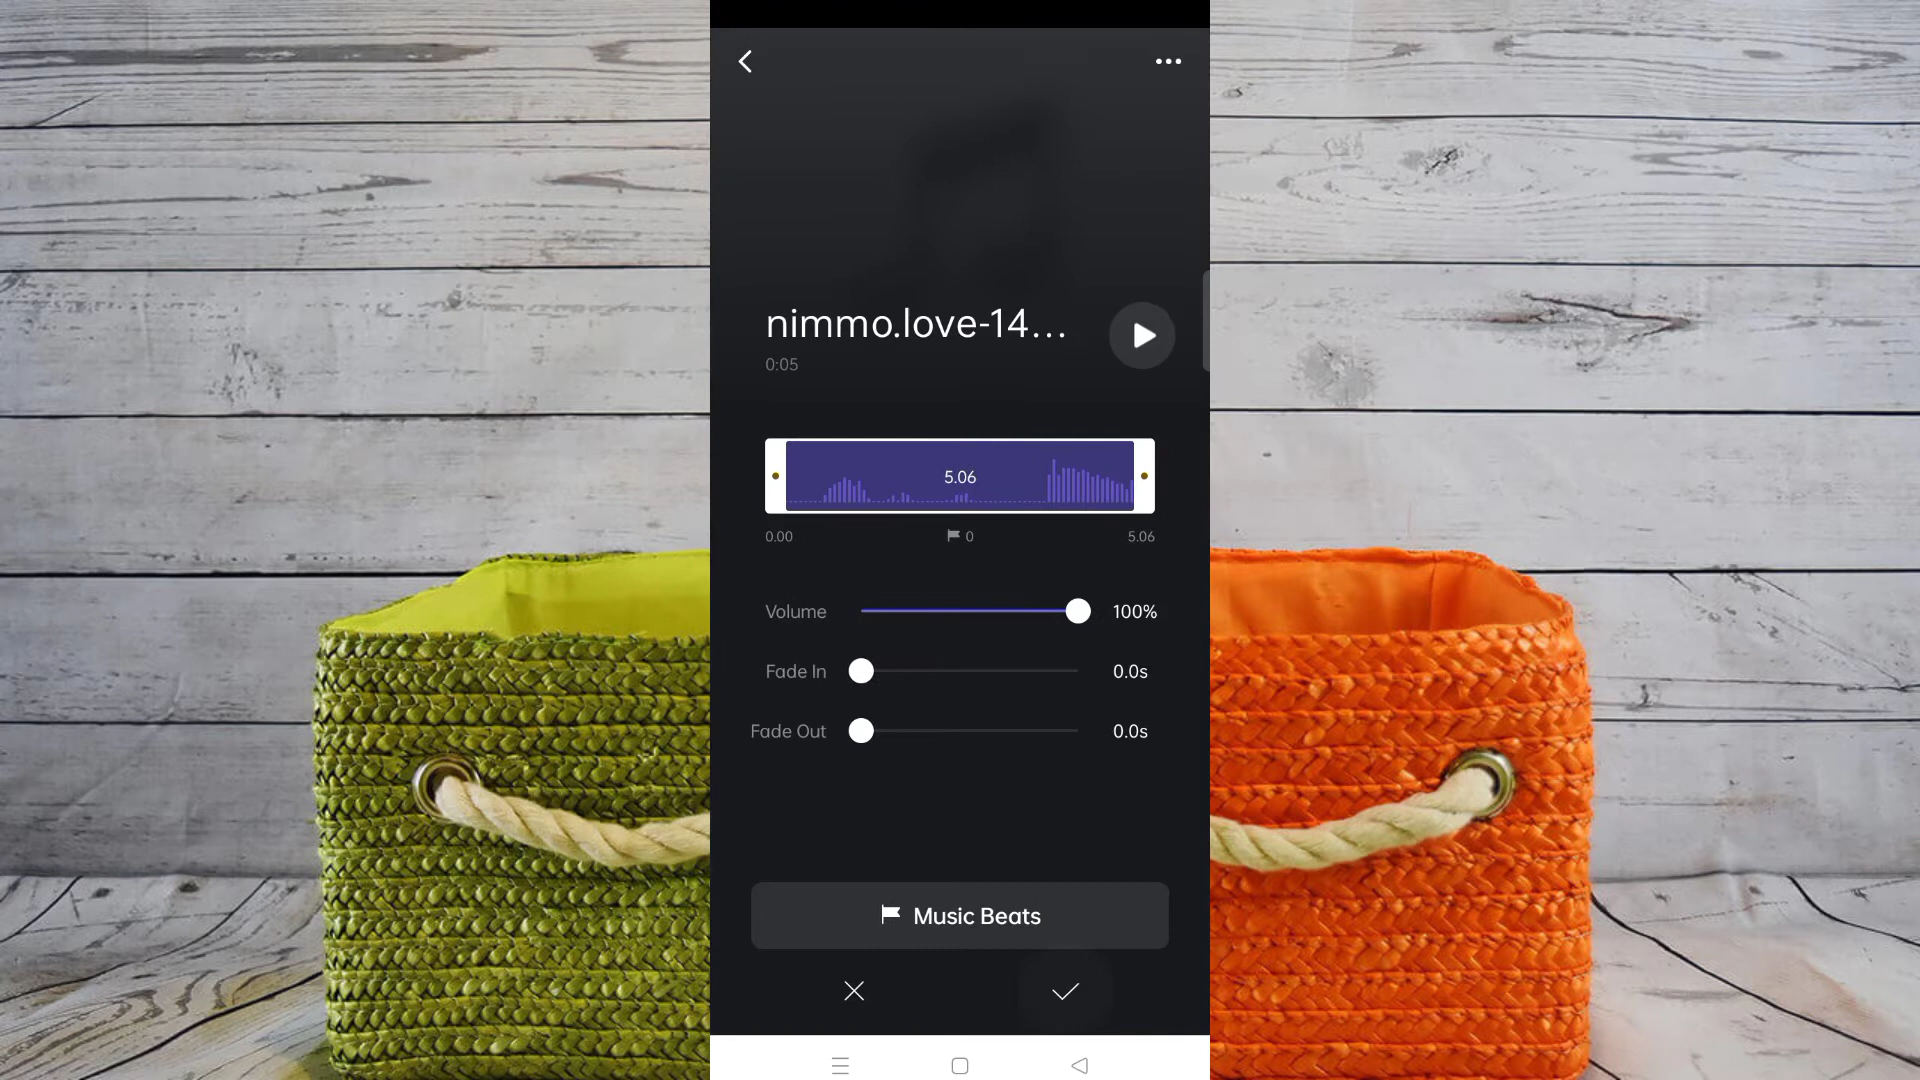 nimmo.love-14...
0:05
5.06
0.00 0 5.06
Volume 100%
Fade In 0.0s
Fade Out 0.0s
Music Beats